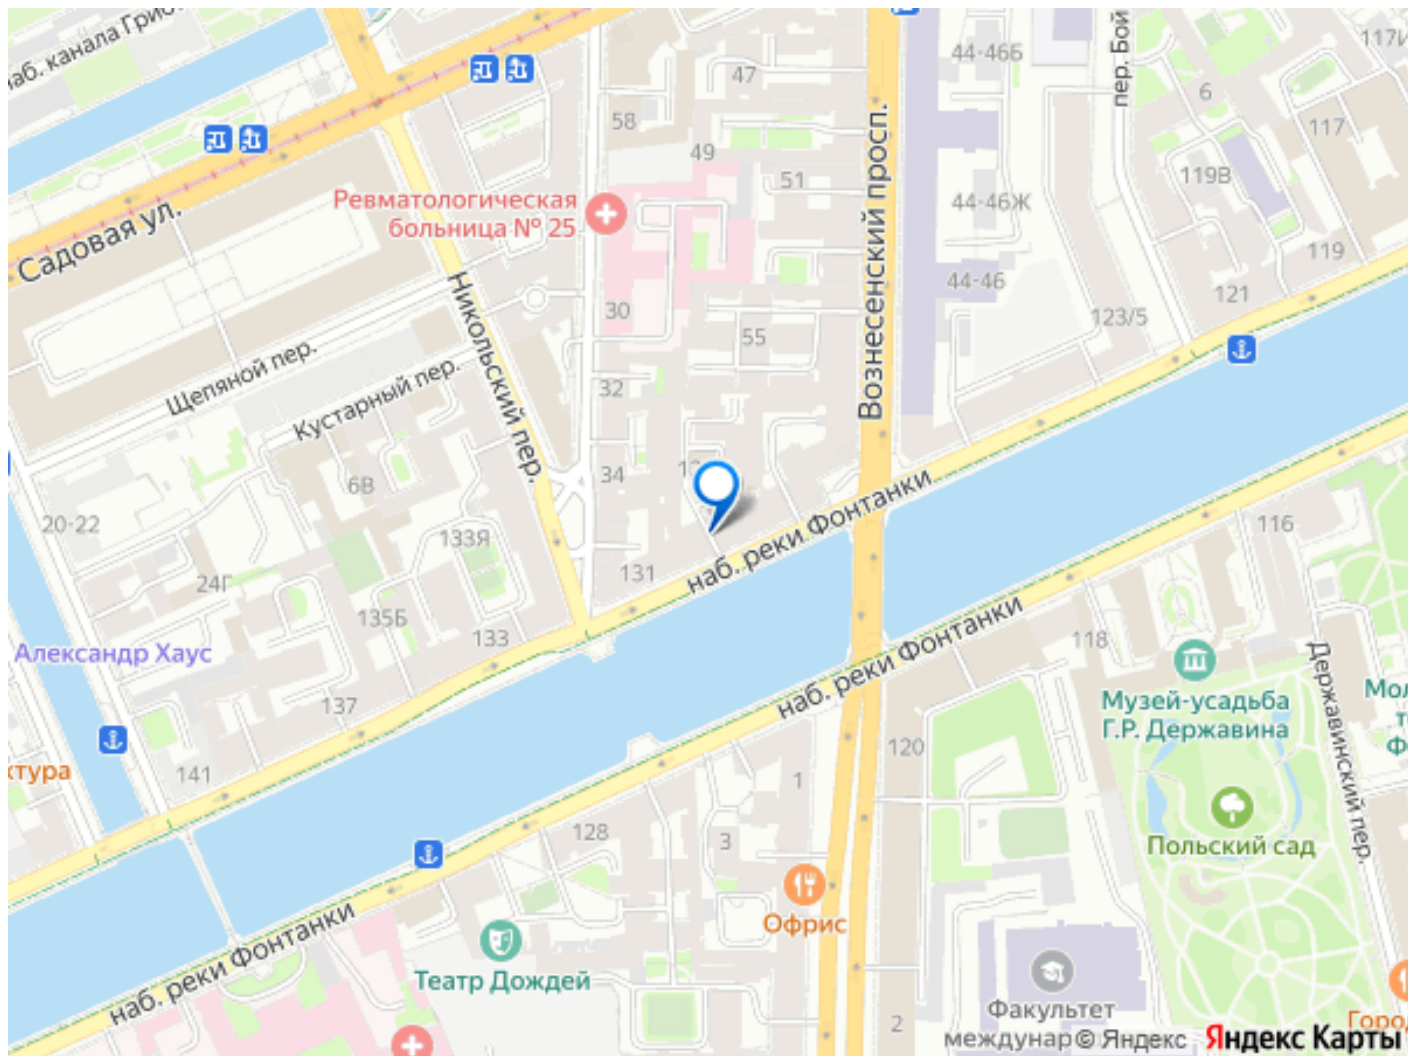 наб. канала Гриб
44-46Б
пер. Бой
117И
47
6
58
117
49
51
119В
Ревматологическая
больница № 25
44-46Ж
Садовая ул.
Вознесенский просп.
119
44-46
121
30
123/5
Никольский пер.
55
Щепяной пер.
Кустарный пер.
32
34
6В
наб. реки Фонтанки
20-22
133Я
116
24Г
131
135Б
133
118
наб. реки Фонтанки
Александр Хаус
Державинский пер.
Музей-усадьба
Г.Р. Державина
137
120
141
1
128
3
Польский сад
Офрис
наб. реки Фонтанки
Театр Дождей
Факультет
междунар
2
© Яндекс
Яндекс Карты